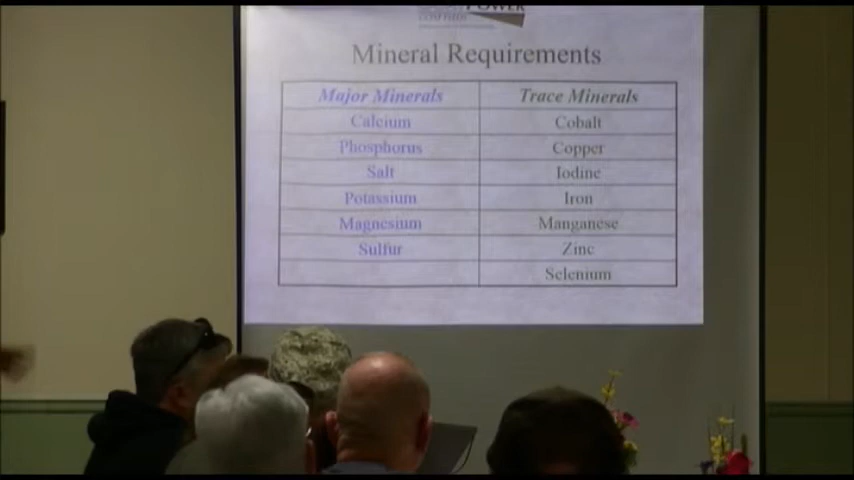 POWER
Mineral Requirements
Major Minerals Trace Minerals
Calcium Cobalt
Phosphorus Copper
Salt Iodine
Potassium Iron
Magnesium Manganese
Sulfur Zinc
Selenium